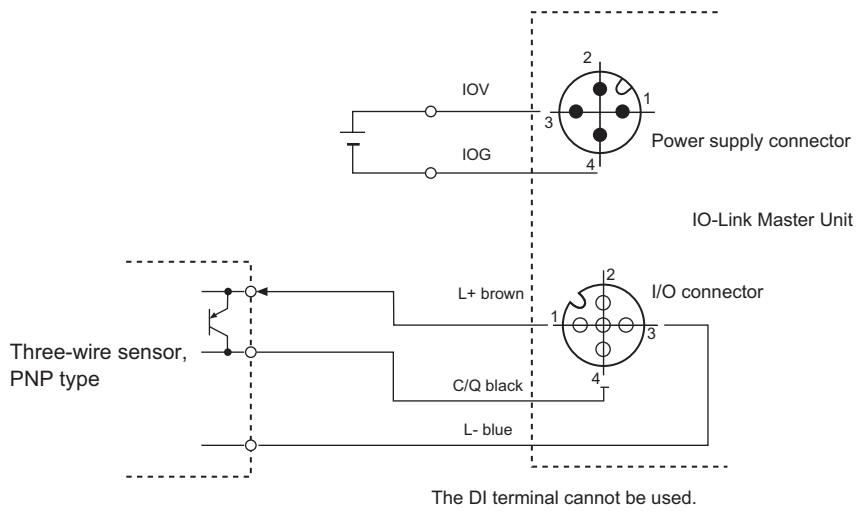 2
IOV
1
3
Power supply connector
IOG
4
IO-Link Master Unit
2
L+ brown
I/O connector
1
3
Three-wire sensor,
PNP type
4
C/Q black
L- blue
The DI terminal cannot be used.